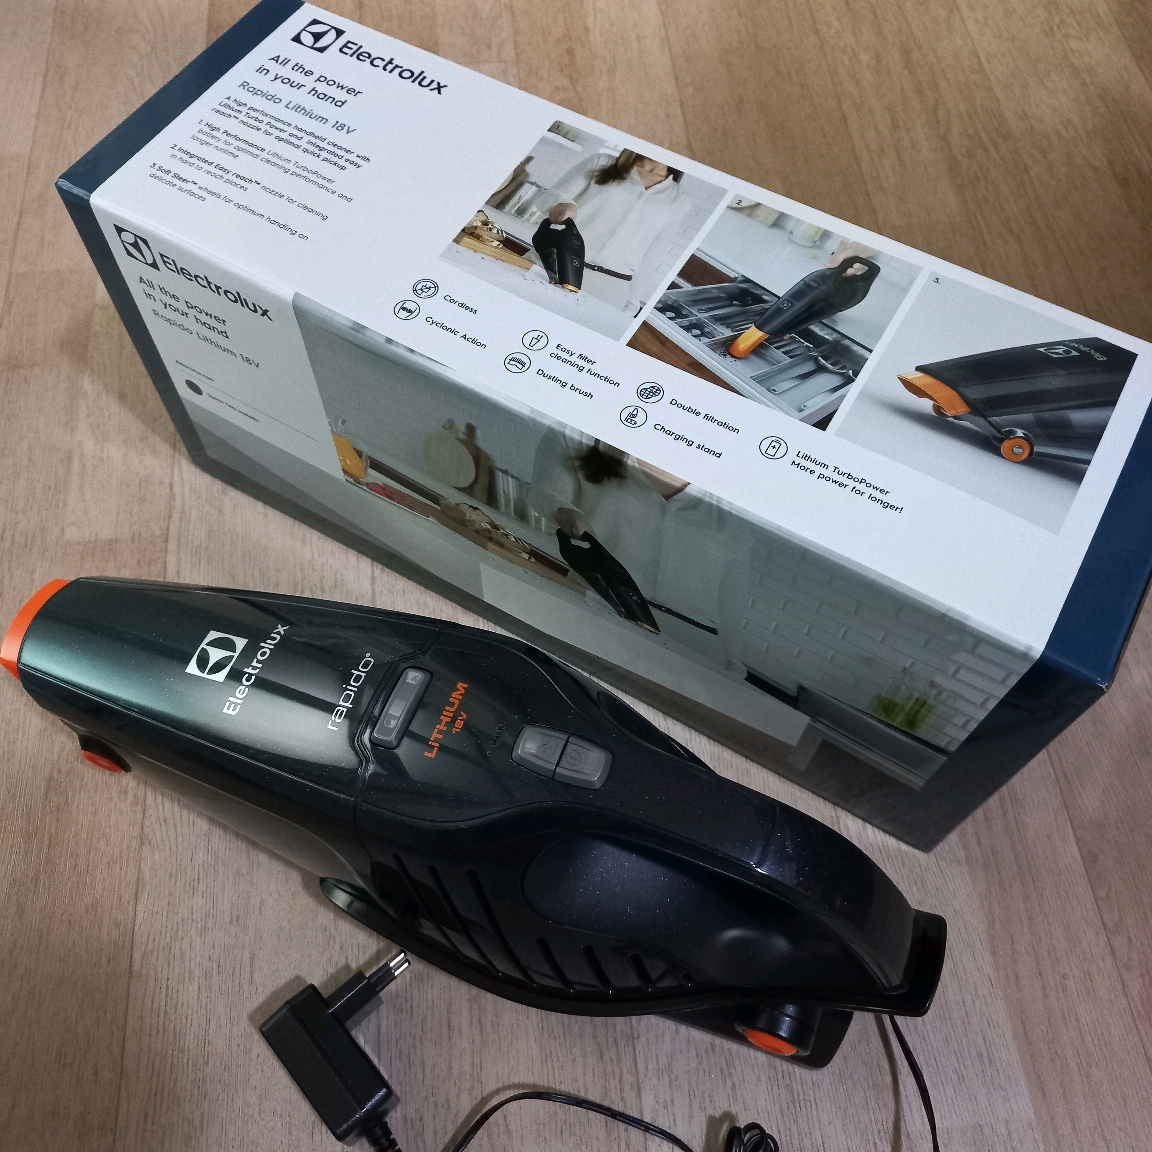 Electrolux
All the power
in your hand
Rapido Lithium 18V
A high performance handheld cleaner with
Lithium Turbo Power and integrated easy
reach™ nozzle for optimal quick pickup
1. High Performance Lithium TurboPower
battery for optimal cleaning performance and
longer runtime
2.Integrated Easy reach™ nozzle for cleaning
in hard to reach places
3.Soft Steer™ wheels for optimum handling on
delicate surfaces
1.
2.
3.
Cordless
Cyclonic Action
Easy filter
cleaning function
Dusting brush
Double filtration
Charging stand
Lithium TurboPower
More power for longer!
Electrolux
All the power
in your hand
Rapido Lithium 18V
Electrolux
rapido
LiTHIUM
18V